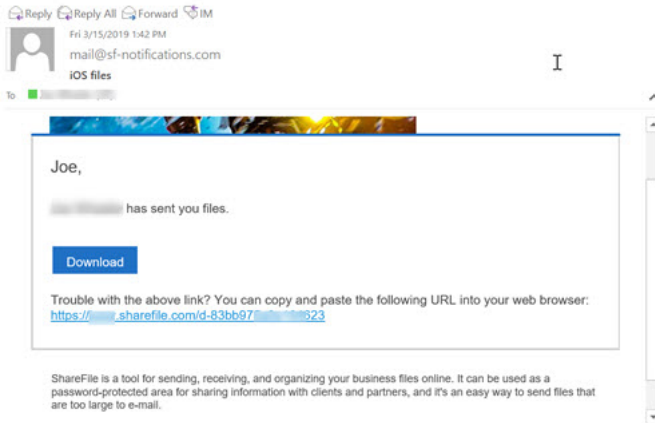 Reply Reply All Forward IM
Fri 3/15/2019 1:42 PM
mail@sf-notifications.com
iOS files
To
Joe,
has sent you files.
Download
Trouble with the above link? You can copy and paste the following URL into your web browser:
https:// .sharefile.com/d-83bb97 623
ShareFile is a tool for sending, receiving, and organizing your business files online. It can be used as a
password-protected area for sharing information with clients and partners, and it's an easy way to send files that
are too large to e-mail.